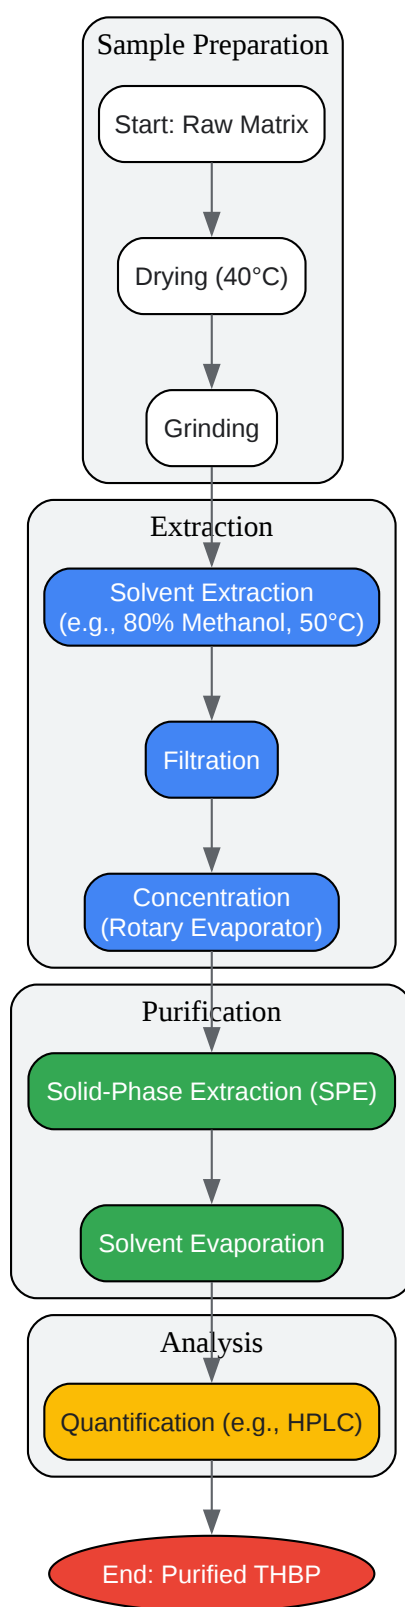 Sample Preparation
Start: Raw Matrix
Drying (40°C)
Grinding
Extraction
Solvent Extraction
(e.g., 80% Methanol, 50°C)
Filtration
Concentration
(Rotary Evaporator)
Purification
Solid-Phase Extraction (SPE)
Solvent Evaporation
Analysis
Quantification (e.g., HPLC)
End: Purified THBP